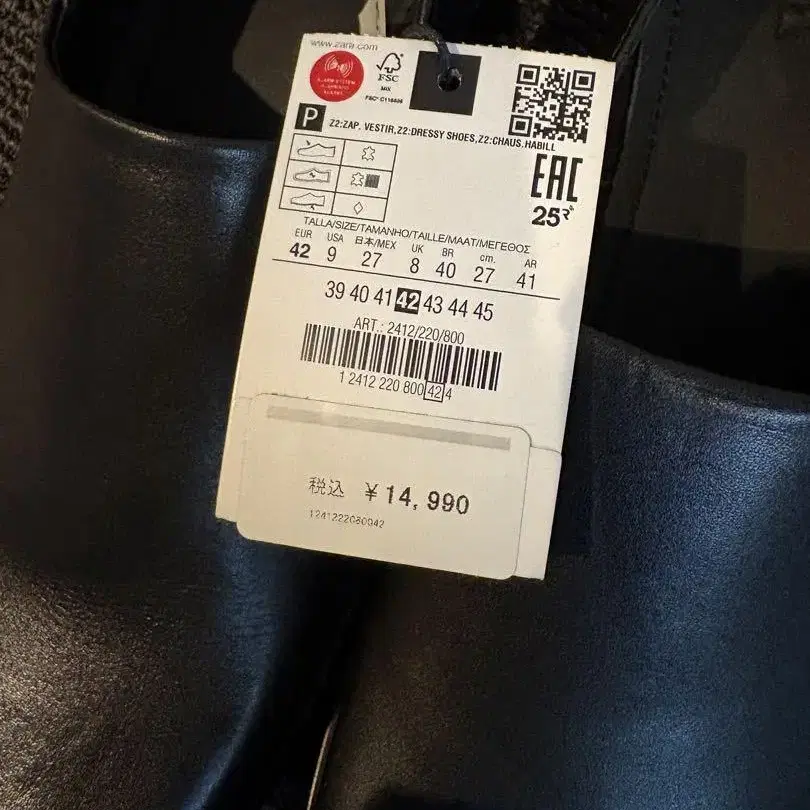 www.zara.com
ALARM SYSTEM
FSC
MIX
FSC® C118886
P
Z2:ZAP. VESTIR,Z2:DRESSY SHOES,Z2:CHAUS.HABILL
EAC
25
TALLA/SIZE/TAMANHO/TAILLE/MAAT/ΜΕΓΕΘΟΣ
EUR USA 日本/MEX UK BR cm. AR
42 9 27 8 40 27 41
39 40 41 42 43 44 45
ART.: 2412/220/800
1 2412 220 800 42 4
税込 ¥14,990